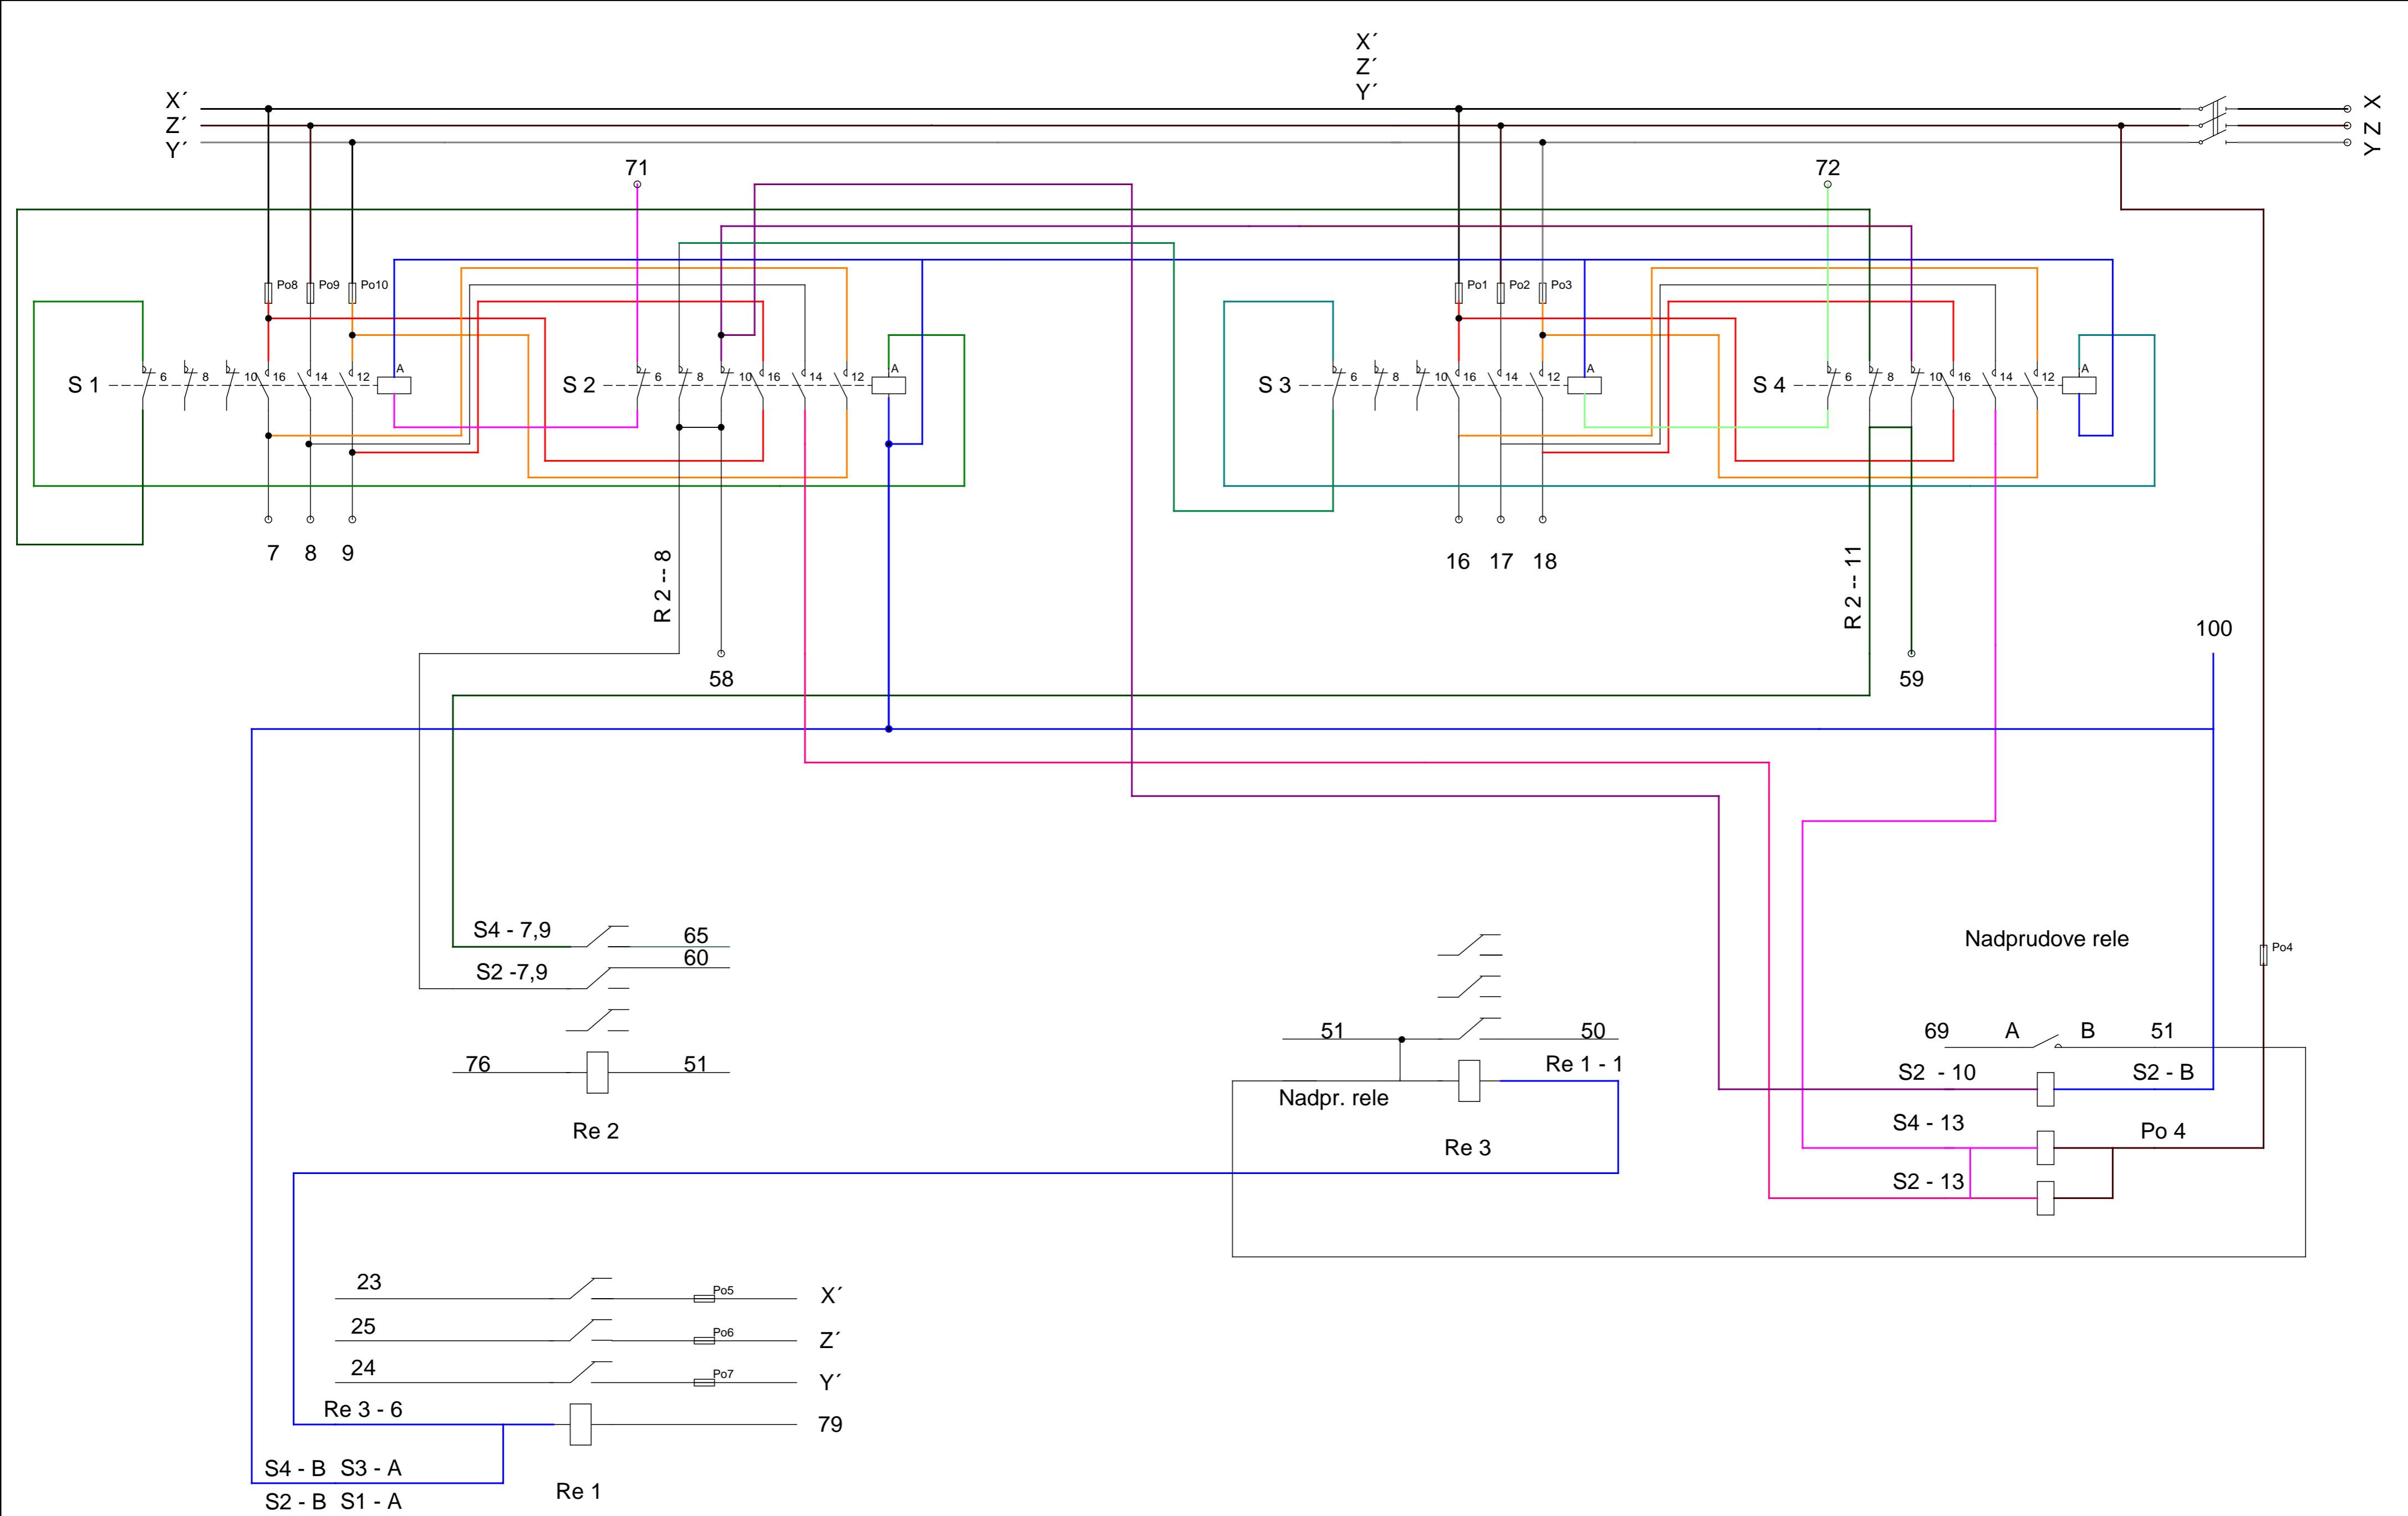 X´
Z´
Y´
X´
Z´
Y´
X
Z
Y
71
72
Po8
Po9
Po10
Po1
Po2
Po3
S 1
6
8
10
16
14
12
A
S 2
6
8
10
16
14
12
A
S 3
6
8
10
16
14
12
A
S 4
6
8
10
16
14
12
A
7
8
9
R 2 -- 8
16
17
18
R 2 -- 11
58
59
100
S4 - 7,9
65
S2 -7,9
60
76
51
Re 2
51
50
Re 1 - 1
Nadpr. rele
Re 3
Nadprudove rele
Po4
69
A
B
51
S2 - 10
S2 - B
S4 - 13
Po 4
S2 - 13
23
Po5
X´
25
Po6
Z´
24
Po7
Y´
Re 3 - 6
79
S4 - B S3 - A
S2 - B S1 - A
Re 1